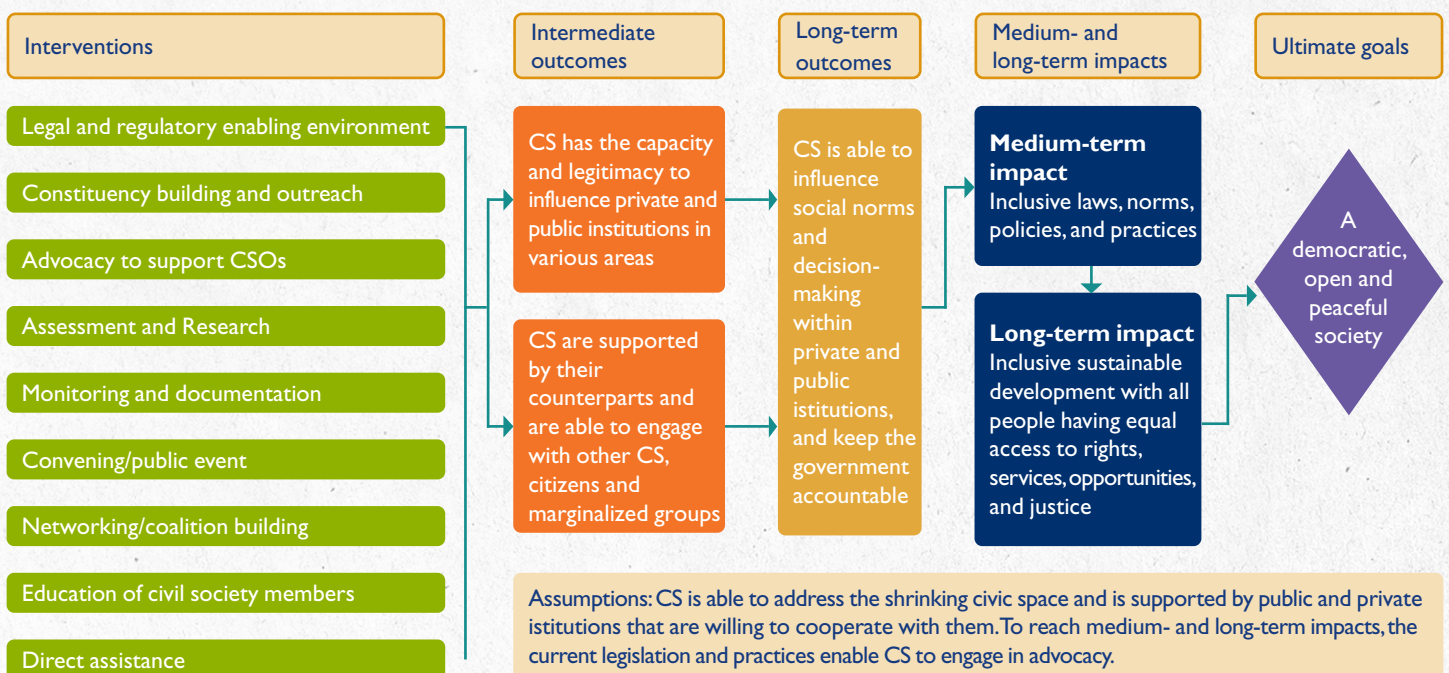 Interventions
Intermediate
outcomes
Long-term
outcomes
Medium- and
long-term impacts
Ultimate goals
Legal and regulatory enabling environment
Constituency building and outreach
Advocacy to support CSOs
Assessment and Research
Monitoring and documentation
Convening/public event
Networking/coalition building
Education of civil society members
Direct assistance
CS has the capacity
and legitimacy to
influence private and
public institutions in
various areas
CS are supported
by their
counterparts and
are able to engage
with other CS,
citizens and
marginalized groups
CS is able to
influence
social norms
and
decision-
making
within
private and
public
istitutions,
and keep the
government
accountable
Medium-term
impact
Inclusive laws, norms,
policies, and practices
Long-term impact
Inclusive sustainable
development with all
people having equal
access to rights,
services, opportunities,
and justice
A
democratic,
open and
peaceful
society
Assumptions: CS is able to address the shrinking civic space and is supported by public and private
istitutions that are willing to cooperate with them. To reach medium- and long-term impacts, the
current legislation and practices enable CS to engage in advocacy.